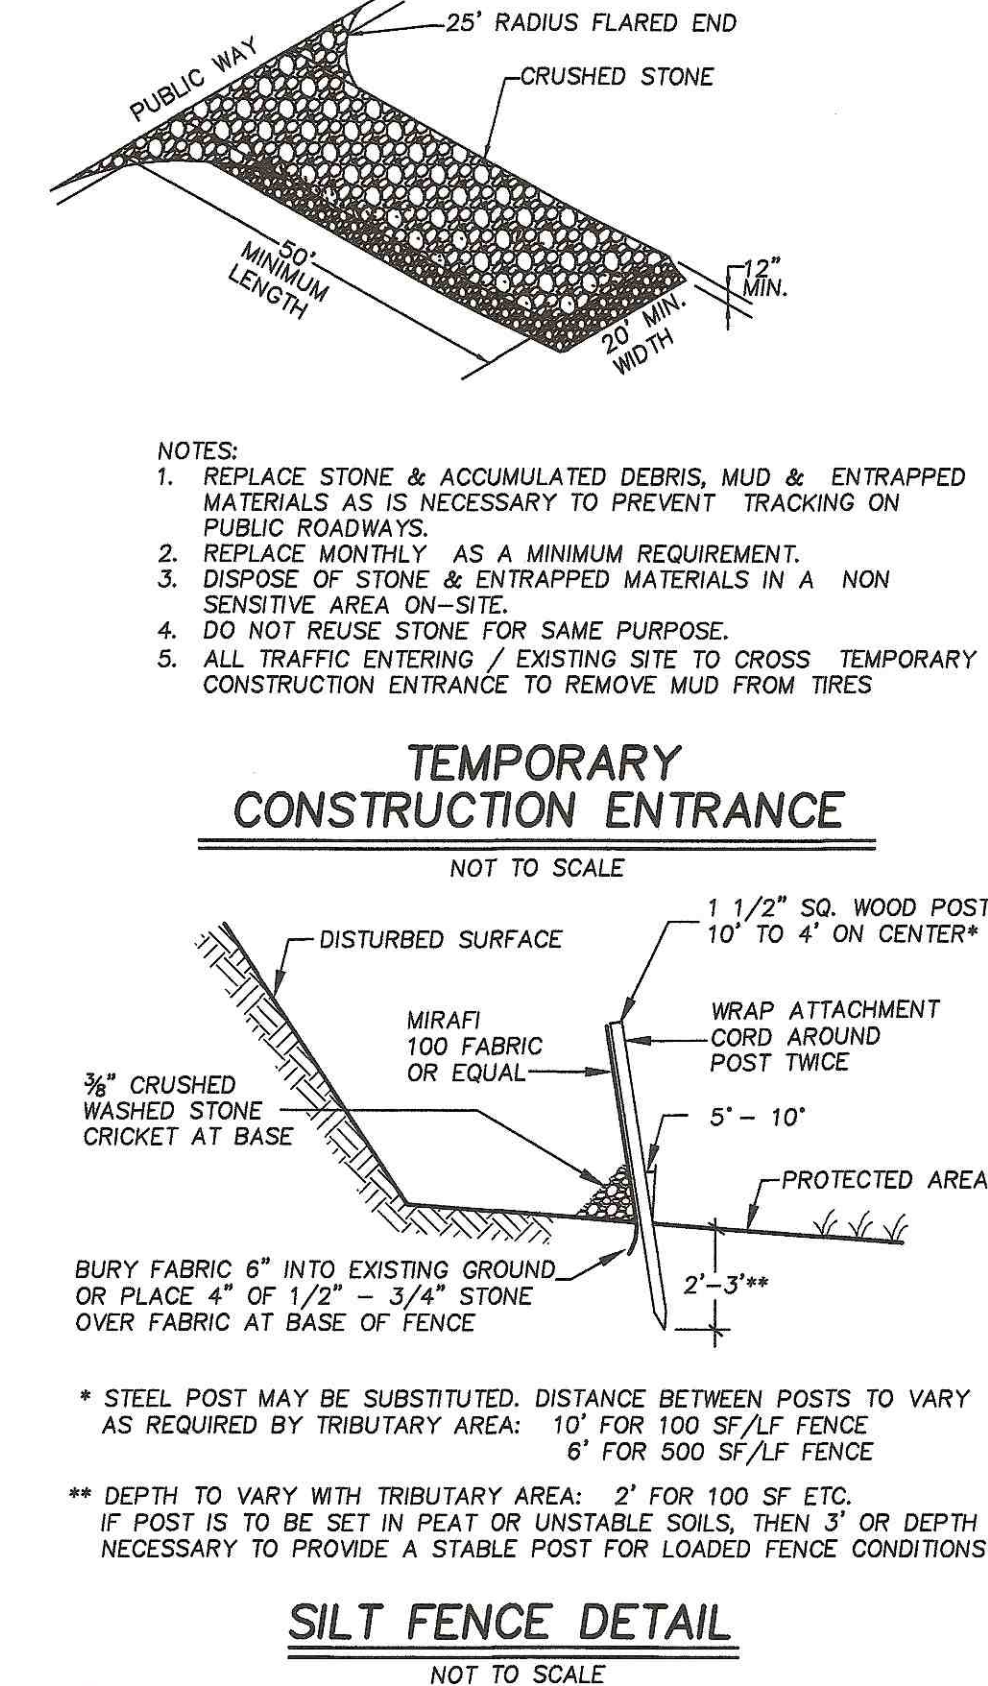 25' RADIUS FLARED END
CRUSHED STONE
PUBLIC WAY
50'
MINIMUM
LENGTH
12"
MIN.
20' MIN.
WIDTH
NOTES:
1. REPLACE STONE & ACCUMULATED DEBRIS, MUD & ENTRAPPED
MATERIALS AS IS NECESSARY TO PREVENT TRACKING ON
PUBLIC ROADWAYS.
2. REPLACE MONTHLY AS A MINIMUM REQUIREMENT.
3. DISPOSE OF STONE & ENTRAPPED MATERIALS IN A NON
SENSITIVE AREA ON-SITE.
4. DO NOT REUSE STONE FOR SAME PURPOSE.
5. ALL TRAFFIC ENTERING / EXISTING SITE TO CROSS TEMPORARY
CONSTRUCTION ENTRANCE TO REMOVE MUD FROM TIRES
TEMPORARY
CONSTRUCTION ENTRANCE
NOT TO SCALE
1 1/2" SQ. WOOD POST
10' TO 4' ON CENTER*
DISTURBED SURFACE
MIRAFI
100 FABRIC
OR EQUAL
WRAP ATTACHMENT
CORD AROUND
POST TWICE
3/8" CRUSHED
WASHED STONE
CRICKET AT BASE
5° - 10°
PROTECTED AREA
BURY FABRIC 6" INTO EXISTING GROUND
OR PLACE 4" OF 1/2" - 3/4" STONE
OVER FABRIC AT BASE OF FENCE
2'-3'**
* STEEL POST MAY BE SUBSTITUTED. DISTANCE BETWEEN POSTS TO VARY
AS REQUIRED BY TRIBUTARY AREA: 10' FOR 100 SF/LF FENCE
6' FOR 500 SF/LF FENCE
** DEPTH TO VARY WITH TRIBUTARY AREA: 2' FOR 100 SF ETC.
IF POST IS TO BE SET IN PEAT OR UNSTABLE SOILS, THEN 3' OR DEPTH
NECESSARY TO PROVIDE A STABLE POST FOR LOADED FENCE CONDITIONS
SILT FENCE DETAIL
NOT TO SCALE